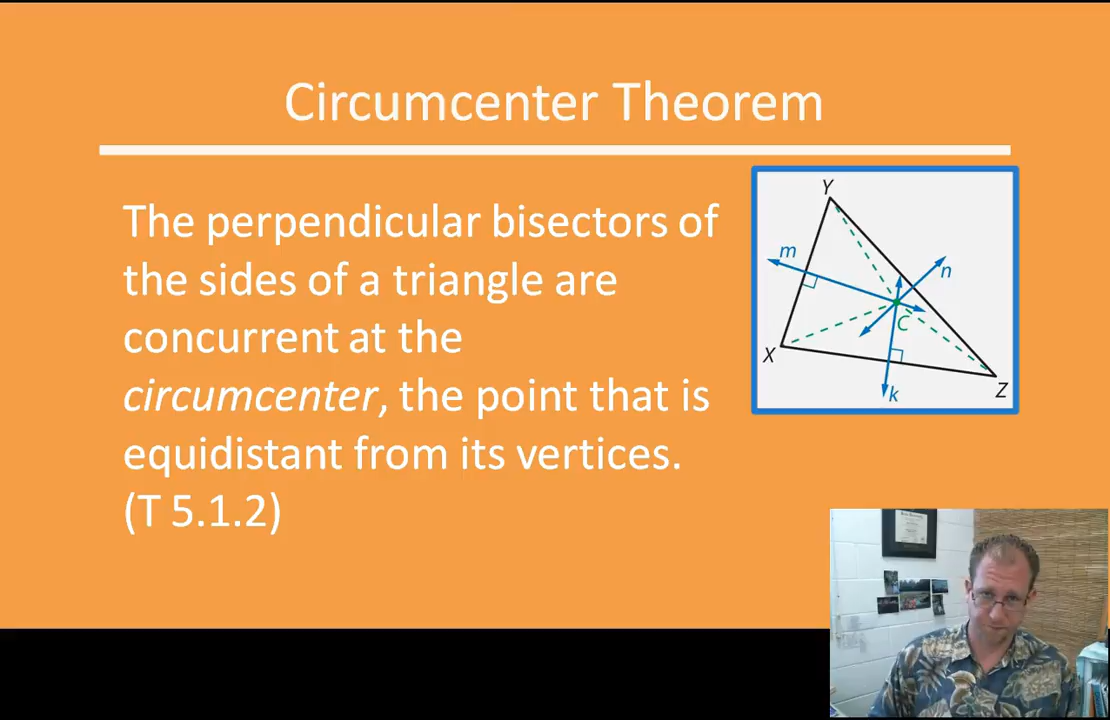 Circumcenter Theorem
The perpendicular bisectors of
the sides of a triangle are
concurrent at the
circumcenter, the point that is
equidistant from its vertices.
(T 5.1.2)
Y
m
n
C
X
k
Z